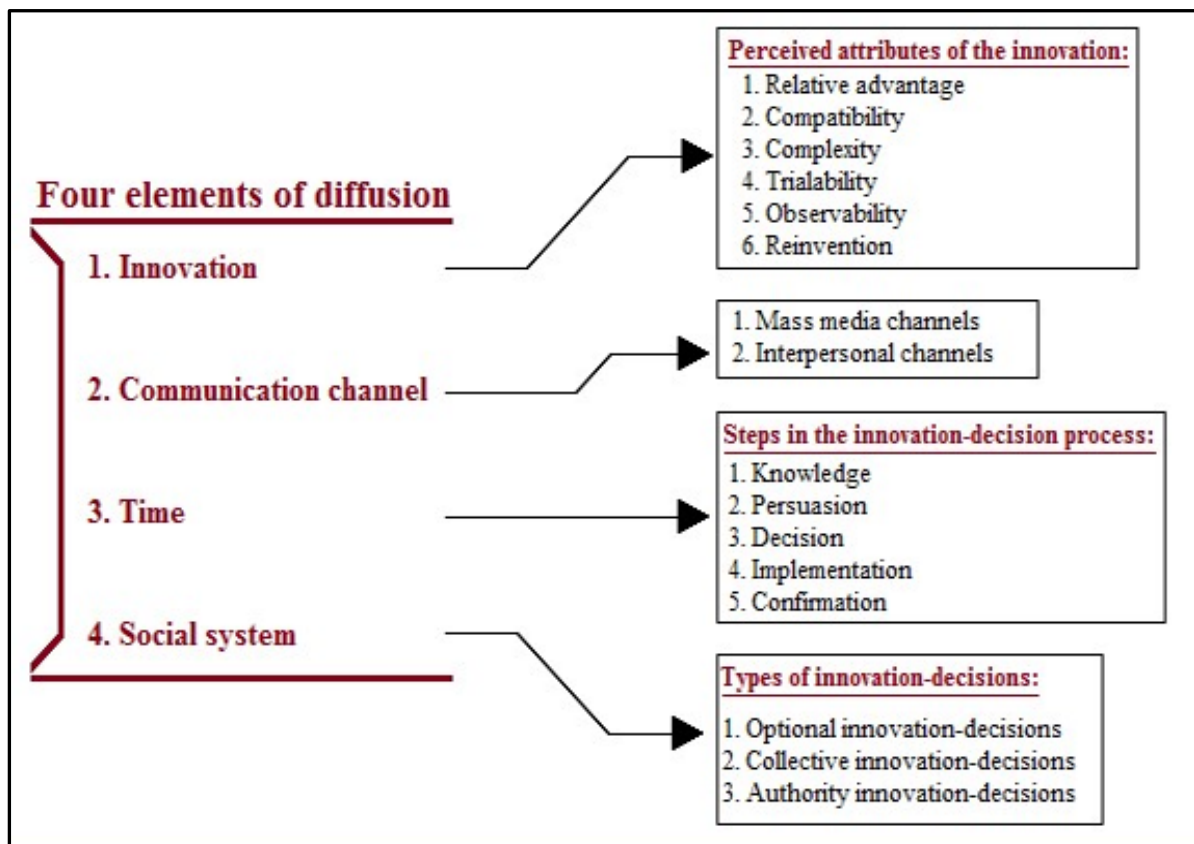 Four elements of diffusion
1. Innovation
2. Communication channel
3. Time
4. Social system
Perceived attributes of the innovation:
1. Relative advantage
2. Compatibility
3. Complexity
4. Trialability
5. Observability
6. Reinvention
1. Mass media channels
2. Interpersonal channels
Steps in the innovation-decision process:
1. Knowledge
2. Persuasion
3. Decision
4. Implementation
5. Confirmation
Types of innovation-decisions:
1. Optional innovation-decisions
2. Collective innovation-decisions
3. Authority innovation-decisions